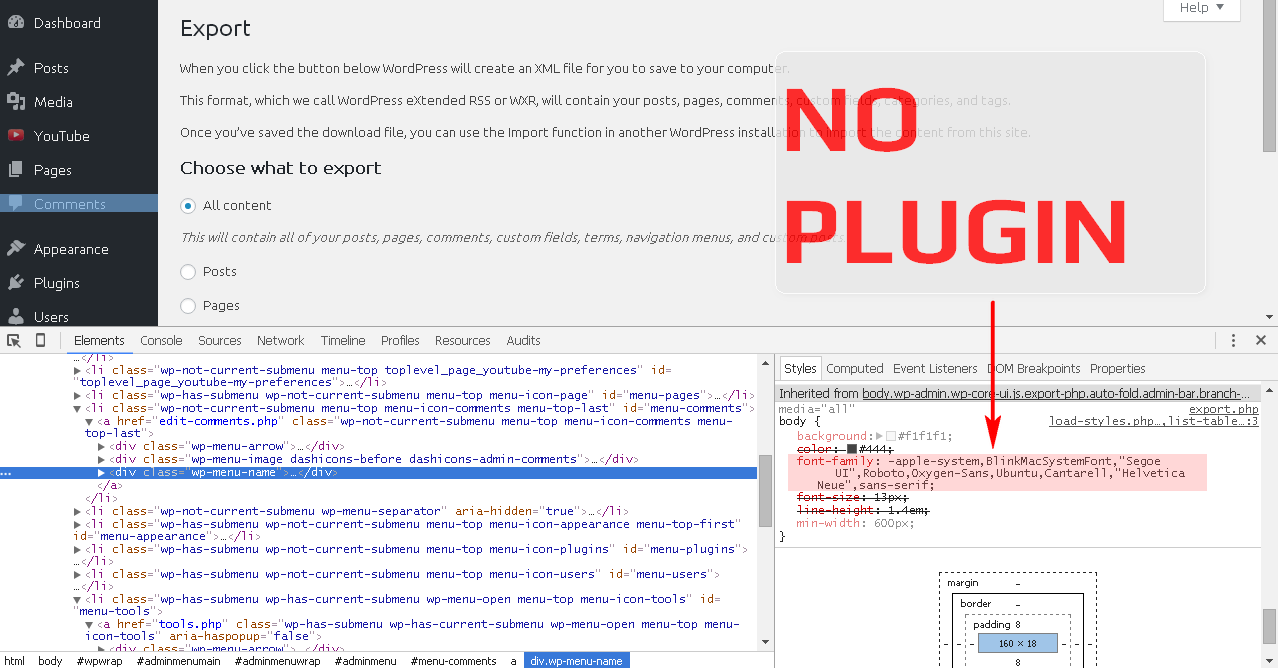 Dashboard
Posts
Media
YouTube
Pages
Comments
Appearance
Plugins
Users
Help ▼
Export
When you click the button below WordPress will create an XML file for you to save to your computer.
This format, which we call WordPress eXtended RSS or WXR, will contain your posts, pages, comments, custom fields, categories, and tags.
Once you've saved the download file, you can use the Import function in another WordPress installation to import the content from this site.
Choose what to export
All content
This will contain all of your posts, pages, comments, custom fields, terms, navigation menus, and custom posts.
Posts
Pages
NO
PLUGIN
Elements Console Sources Network Timeline Profiles Resources Audits
…</li>
▶<li class="wp-not-current-submenu menu-top toplevel_page_youtube-my-preferences" id=
"toplevel_page_youtube-my-preferences">…</li>
▶<li class="wp-has-submenu wp-not-current-submenu menu-top menu-icon-page" id="menu-pages">…</li>
▼<li class="wp-not-current-submenu menu-top menu-icon-comments menu-top-last" id="menu-comments">
▼<a href="edit-comments.php" class="wp-not-current-submenu menu-top menu-icon-comments menu-
top-last">
▶<div class="wp-menu-arrow">…</div>
▶<div class="wp-menu-image dashicons-before dashicons-admin-comments">…</div>
…
▶<div class="wp-menu-name">…</div>
</a>
</li>
▶<li class="wp-not-current-submenu wp-menu-separator" aria-hidden="true">…</li>
▶<li class="wp-has-submenu wp-not-current-submenu menu-top menu-icon-appearance menu-top-first"
id="menu-appearance">…</li>
▶<li class="wp-has-submenu wp-not-current-submenu menu-top menu-icon-plugins" id="menu-plugins">
…</li>
▶<li class="wp-has-submenu wp-not-current-submenu menu-top menu-icon-users" id="menu-users">
…</li>
▼<li class="wp-has-submenu wp-has-current-submenu wp-menu-open menu-top menu-icon-tools" id=
"menu-tools">
▼<a href="tools.php" class="wp-has-submenu wp-has-current-submenu wp-menu-open menu-top menu-
icon-tools" aria-haspopup="false">
▶<div class="wp-menu-arrow">…</div>
html body #wpwrap #adminmenumain #adminmenuwrap #adminmenu #menu-comments a div.wp-menu-name
Styles Computed Event Listeners DOM Breakpoints Properties
Inherited from body.wp-admin.wp-core-ui.js.export-php.auto-fold.admin-bar.branch-…
media="all" export.php
body { load-styles.php…,list-table…:3
background:▶ #f1f1f1;
color: #444;
font-family: -apple-system,BlinkMacSystemFont,"Segoe
UI",Roboto,Oxygen-Sans,Ubuntu,Cantarell,"Helvetica
Neue",sans-serif;
font-size: 13px;
line-height: 1.4em;
min-width: 600px;
}
margin –
border –
padding 8
160 × 18
8